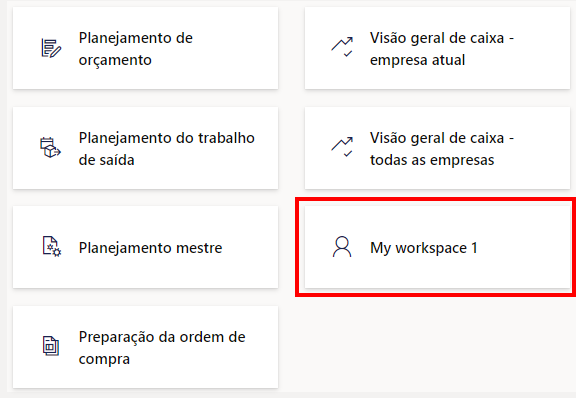 Planejamento de
orçamento
Visão geral de caixa -
empresa atual
Planejamento do trabalho
de saída
Visão geral de caixa -
todas as empresas
Planejamento mestre
My workspace 1
Preparação da ordem de
compra